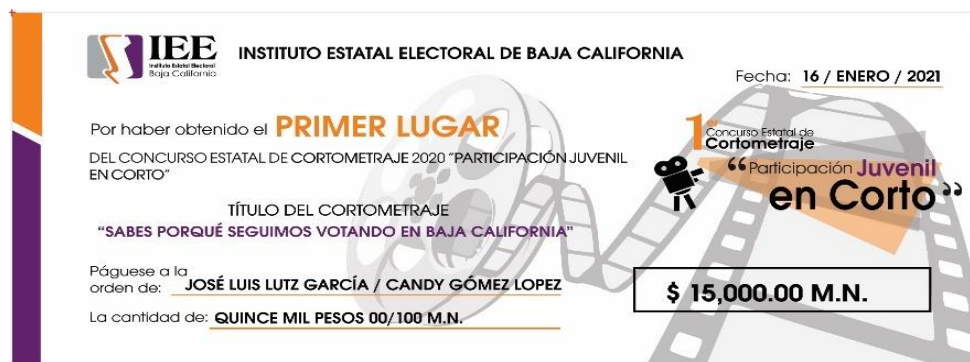 IEE
Instituto Estatal Electoral
Baja California
INSTITUTO ESTATAL ELECTORAL DE BAJA CALIFORNIA
Fecha: 16 / ENERO / 2021
Por haber obtenido el PRIMER LUGAR
DEL CONCURSO ESTATAL DE CORTOMETRAJE 2020 “PARTICIPACIÓN JUVENIL
EN CORTO”
1er Concurso Estatal de
Cortometraje
“Participación Juvenil
en Corto”
TÍTULO DEL CORTOMETRAJE
“SABES PORQUÉ SEGUIMOS VOTANDO EN BAJA CALIFORNIA”
Páguese a la
orden de: JOSÉ LUIS LUTZ GARCÍA / CANDY GÓMEZ LOPEZ
$ 15,000.00 M.N.
La cantidad de: QUINCE MIL PESOS 00/100 M.N.